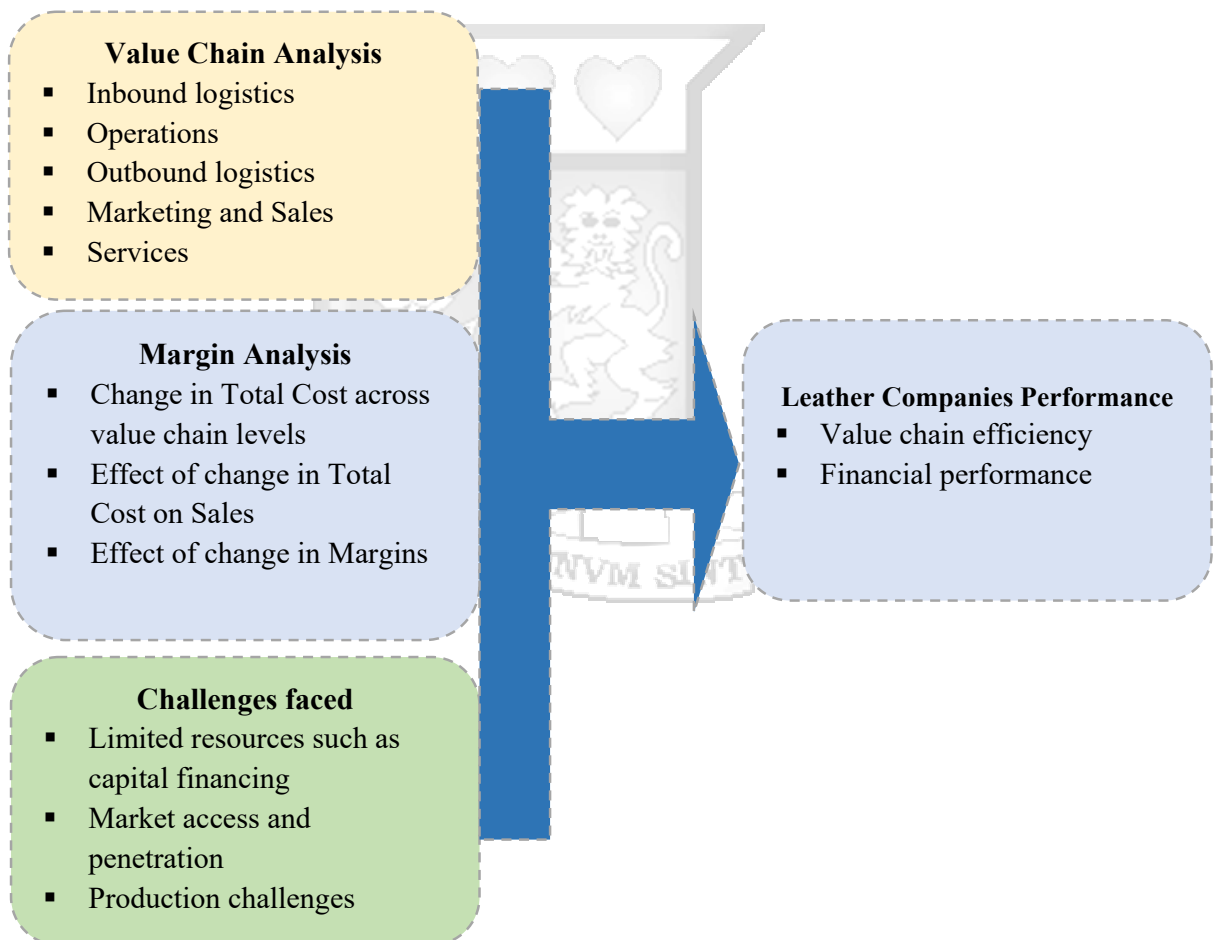 Value Chain Analysis
▪ Inbound logistics
▪ Operations
▪ Outbound logistics
▪ Marketing and Sales
▪ Services
Margin Analysis
▪ Change in Total Cost across
value chain levels
▪ Effect of change in Total
Cost on Sales
▪ Effect of change in Margins
Challenges faced
▪ Limited resources such as
capital financing
▪ Market access and
penetration
▪ Production challenges
Leather Companies Performance
▪ Value chain efficiency
▪ Financial performance
NVM SINT